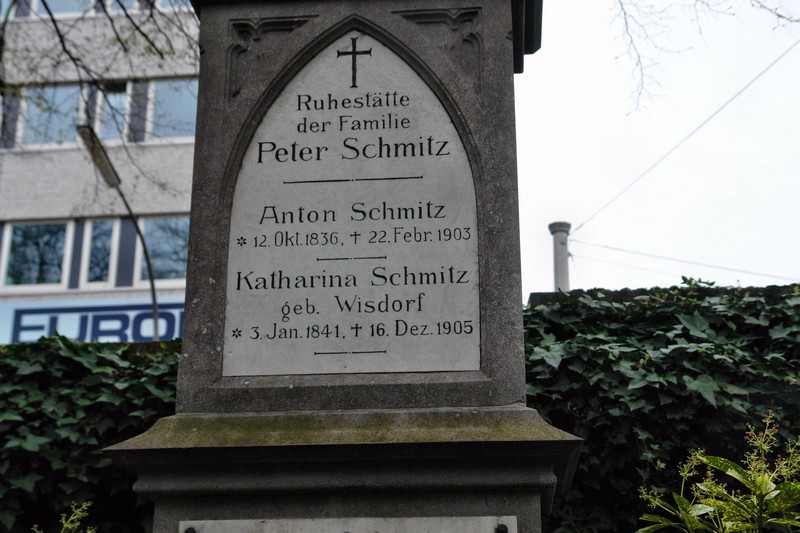 Ruhestätte
der Familie
Peter Schmitz
Anton Schmitz
✲ 12. Okt. 1836, ✝ 22. Febr. 1903
Katharina Schmitz
geb. Wisdorf
✲ 3. Jan. 1841, ✝ 16. Dez. 1905
EUROP